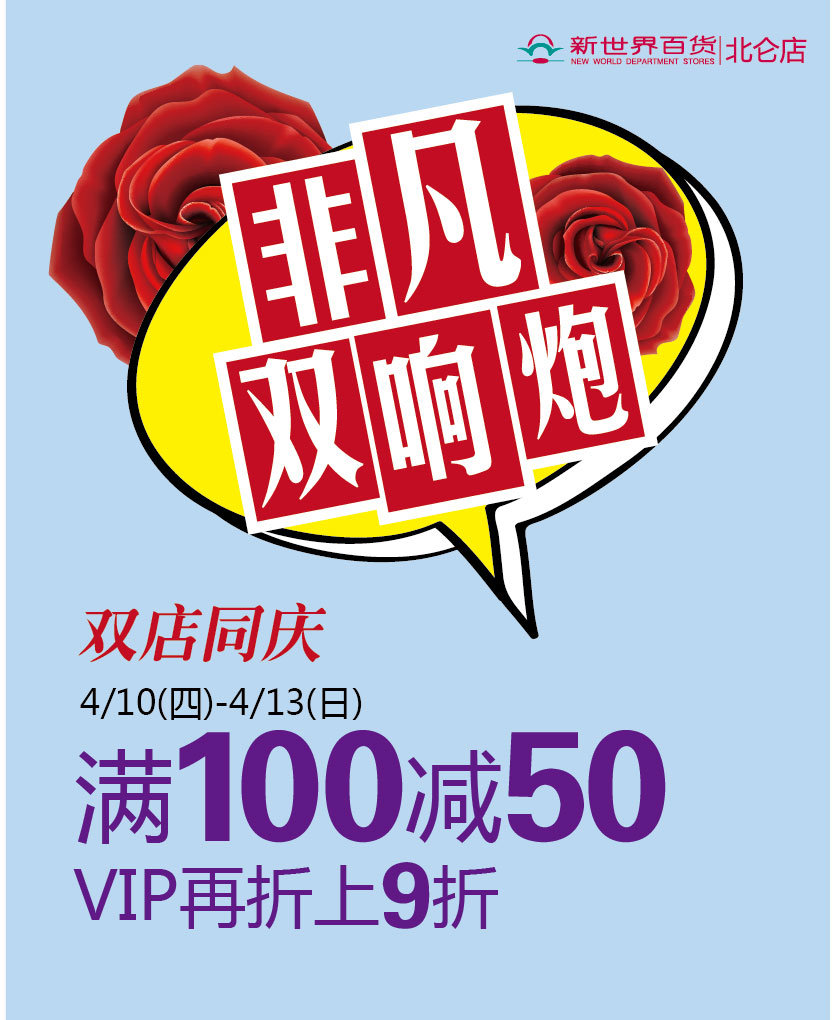 新世界百货
NEW WORLD DEPARTMENT STORES
北仑店
非凡
双响炮
双店同庆
4/10(四)-4/13(日)
满100减50
VIP再折上9折